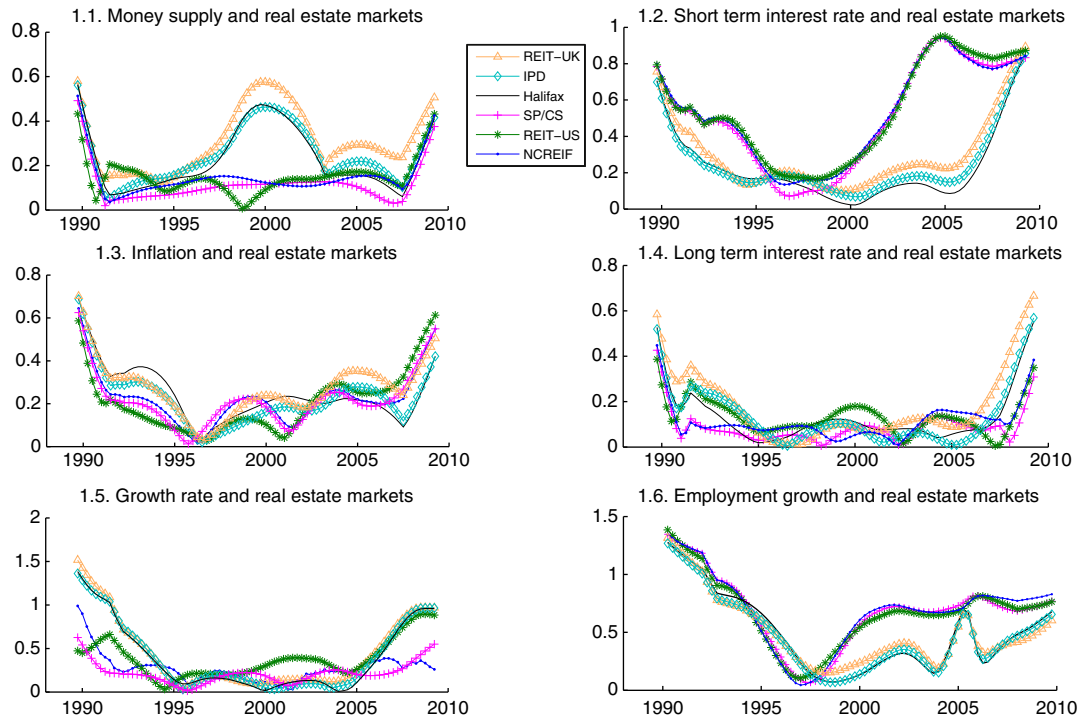 1.1. Money supply and real estate markets
0.8
0.6
0.4
0.2
0
1990 1995 2000 2005 2010
REIT−UK
IPD
Halifax
SP/CS
REIT−US
NCREIF
1.2. Short term interest rate and real estate markets
1
0.8
0.6
0.4
0.2
0
1990 1995 2000 2005 2010
1.3. Inflation and real estate markets
0.8
0.6
0.4
0.2
0
1990 1995 2000 2005 2010
1.4. Long term interest rate and real estate markets
0.8
0.6
0.4
0.2
0
1990 1995 2000 2005 2010
1.5. Growth rate and real estate markets
2
1.5
1
0.5
0
1990 1995 2000 2005 2010
1.6. Employment growth and real estate markets
1.5
1
0.5
0
1990 1995 2000 2005 2010